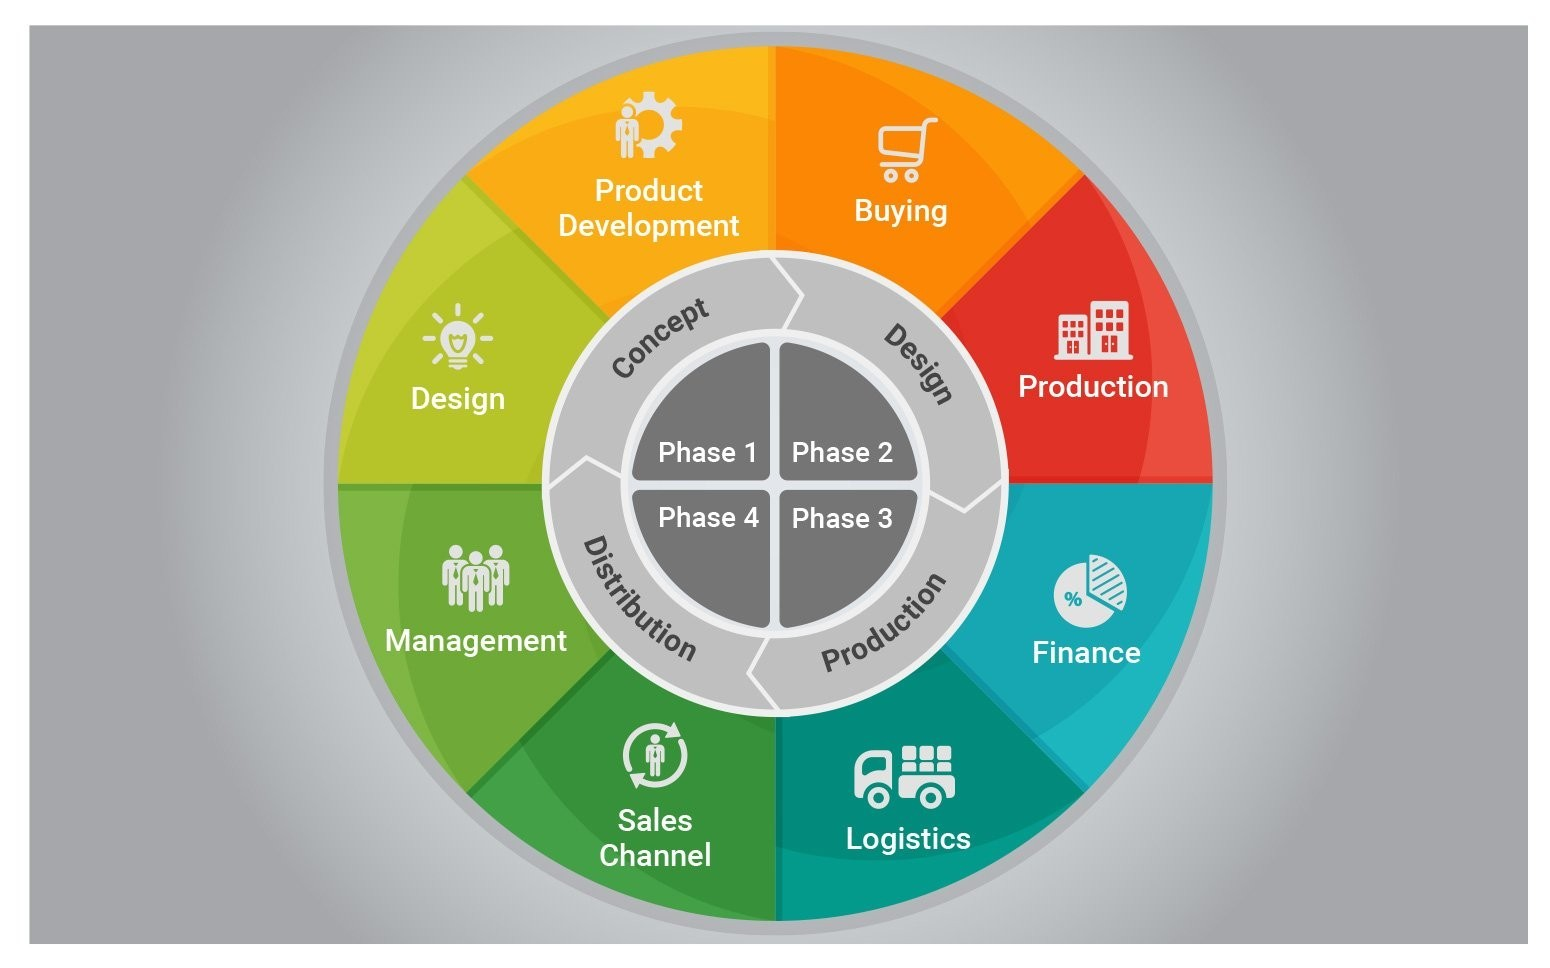 Product
Development
Buying
Production
Finance
Logistics
Sales
Channel
Management
Design
Concept
Design
Production
Distribution
Phase 1
Phase 2
Phase 3
Phase 4
%